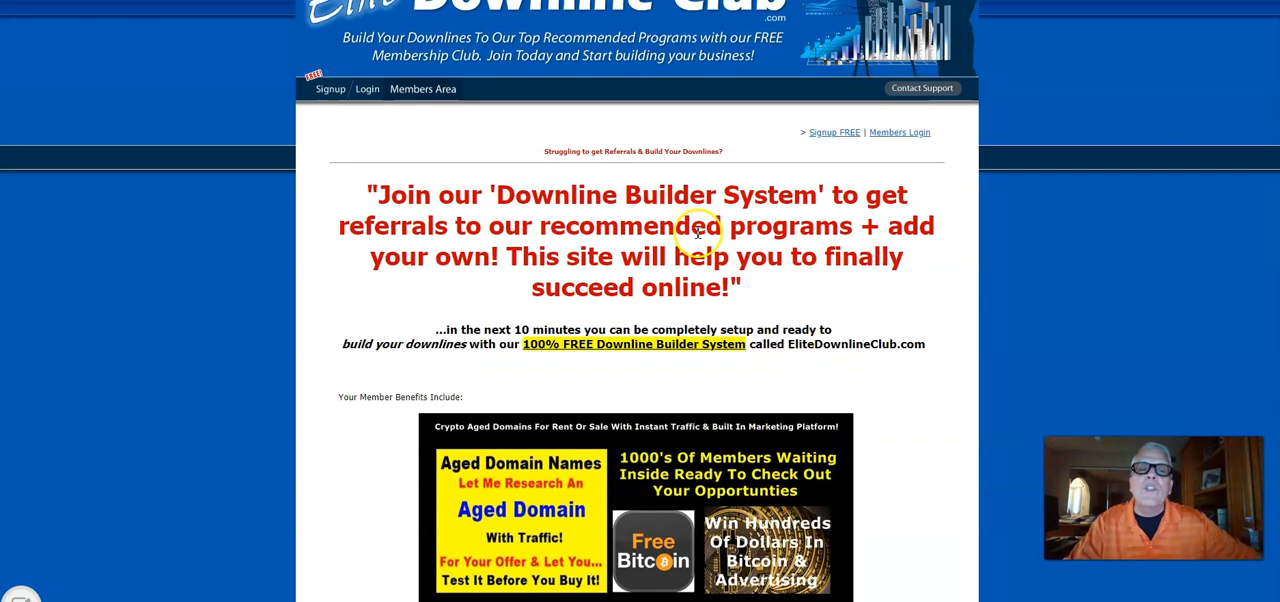 Elite Downline Club
.com
Build Your Downlines To Our Top Recommended Programs with our FREE
Membership Club. Join Today and Start building your business!
FREE!
Signup / Login Members Area
Contact Support
> Signup FREE | Members Login
Struggling to get Referrals & Build Your Downlines?
"Join our 'Downline Builder System' to get
referrals to our recommended programs + add
your own! This site will help you to finally
succeed online!"
...in the next 10 minutes you can be completely setup and ready to
build your downlines with our 100% FREE Downline Builder System called EliteDownlineClub.com
Your Member Benefits Include:
Crypto Aged Domains For Rent Or Sale With Instant Traffic & Built In Marketing Platform!
Aged Domain Names
Let Me Research An
Aged Domain
With Traffic!
For Your Offer & Let You...
Test It Before You Buy It!
1000's Of Members Waiting
Inside Ready To Check Out
Your Opportunties
Free
Bitcoin
Win Hundreds
Of Dollars In
Bitcoin &
Advertising